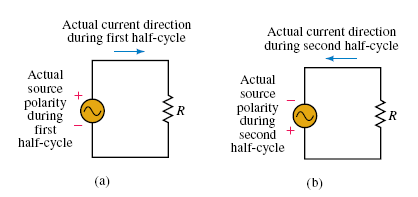 Actual current direction
during first half-cycle
Actual
source
polarity
during
first
half-cycle
+
−
R
(a)
Actual current direction
during second half-cycle
Actual
source
polarity
during
second
half-cycle
−
+
R
(b)